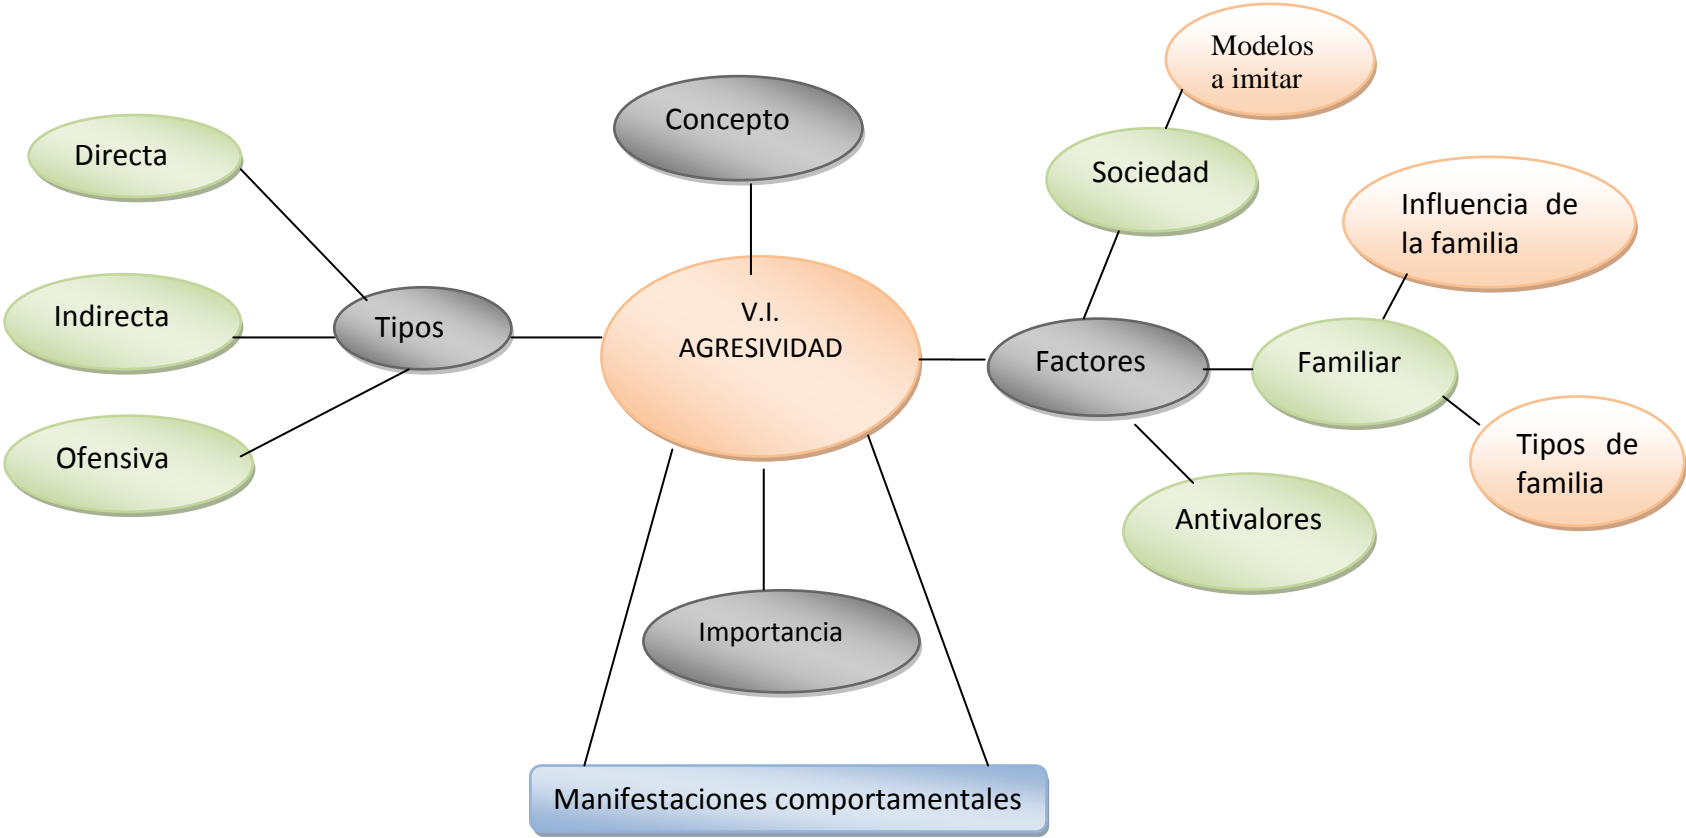 Modelos
a imitar
Concepto
Directa
Sociedad
Influencia de
la familia
Indirecta
Tipos
V.I.
AGRESIVIDAD
Factores
Familiar
Ofensiva
Tipos de
familia
Antivalores
Importancia
Manifestaciones comportamentales